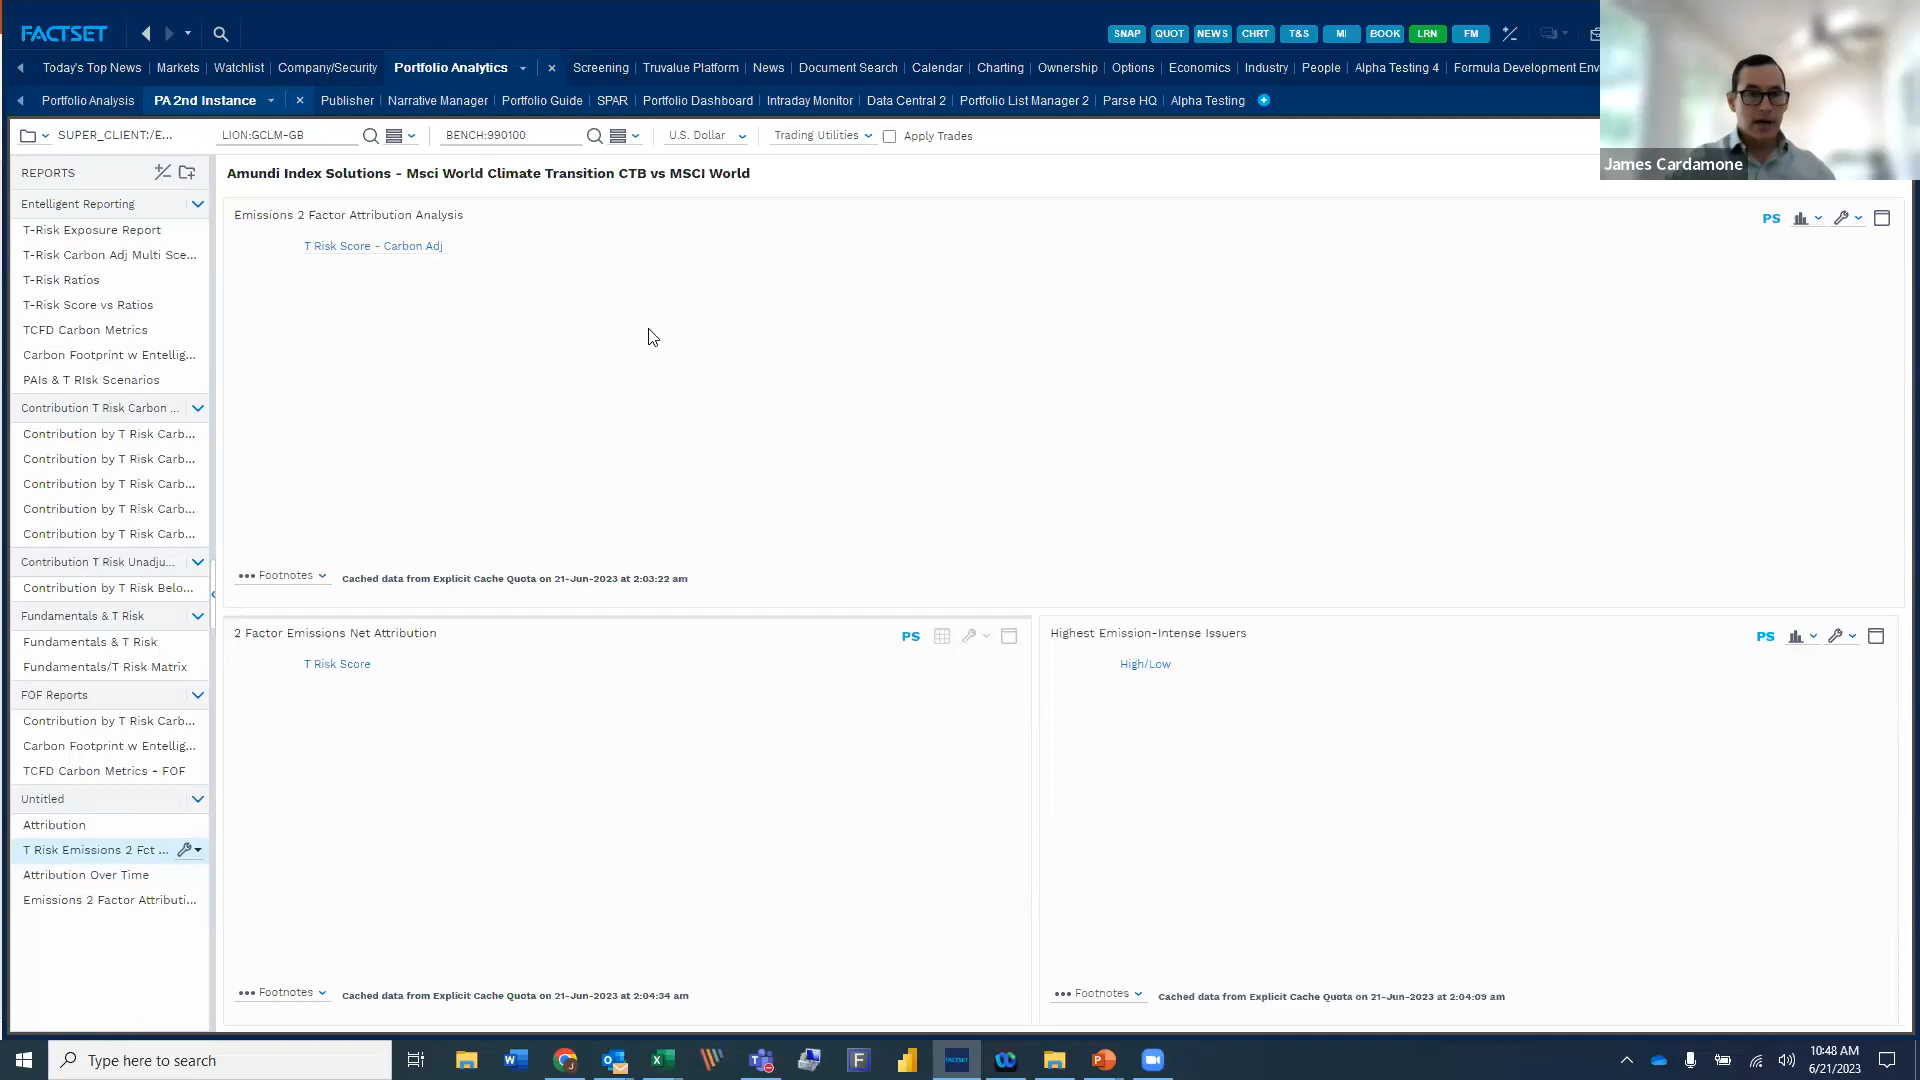 FACTSET
SNAP QUOT NEWS CHRT T&S MI BOOK LRN FM
Today's Top News Markets Watchlist Company/Security Portfolio Analytics Screening Truvalue Platform News Document Search Calendar Charting Ownership Options Economics Industry People Alpha Testing 4 Formula Development Env
Portfolio Analysis PA 2nd Instance Publisher Narrative Manager Portfolio Guide SPAR Portfolio Dashboard Intraday Monitor Data Central 2 Portfolio List Manager 2 Parse HQ Alpha Testing
SUPER_CLIENT:/E... LION:GCLM-GB BENCH:990100 U.S. Dollar Trading Utilities Apply Trades
James Cardamone
REPORTS
Entelligent Reporting
T-Risk Exposure Report
T-Risk Carbon Adj Multi Sce...
T-Risk Ratios
T-Risk Score vs Ratios
TCFD Carbon Metrics
Carbon Footprint w Entellig...
PAIs & T RIsk Scenarios
Contribution T Risk Carbon ...
Contribution by T Risk Carb...
Contribution by T Risk Carb...
Contribution by T Risk Carb...
Contribution by T Risk Carb...
Contribution by T Risk Carb...
Contribution T Risk Unadju...
Contribution by T Risk Belo...
Fundamentals & T Risk
Fundamentals & T Risk
Fundamentals/T Risk Matrix
FOF Reports
Contribution by T Risk Carb...
Carbon Footprint w Entellig...
TCFD Carbon Metrics - FOF
Untitled
Attribution
T Risk Emissions 2 Fct ...
Attribution Over Time
Emissions 2 Factor Attributi...
Amundi Index Solutions - Msci World Climate Transition CTB vs MSCI World
Emissions 2 Factor Attribution Analysis
PS
T Risk Score - Carbon Adj
Footnotes Cached data from Explicit Cache Quota on 21-Jun-2023 at 2:03:22 am
2 Factor Emissions Net Attribution
PS
T Risk Score
Footnotes Cached data from Explicit Cache Quota on 21-Jun-2023 at 2:04:34 am
Highest Emission-Intense Issuers
PS
High/Low
Footnotes Cached data from Explicit Cache Quota on 21-Jun-2023 at 2:04:09 am
Type here to search
FACTSET
10:48 AM
6/21/2023